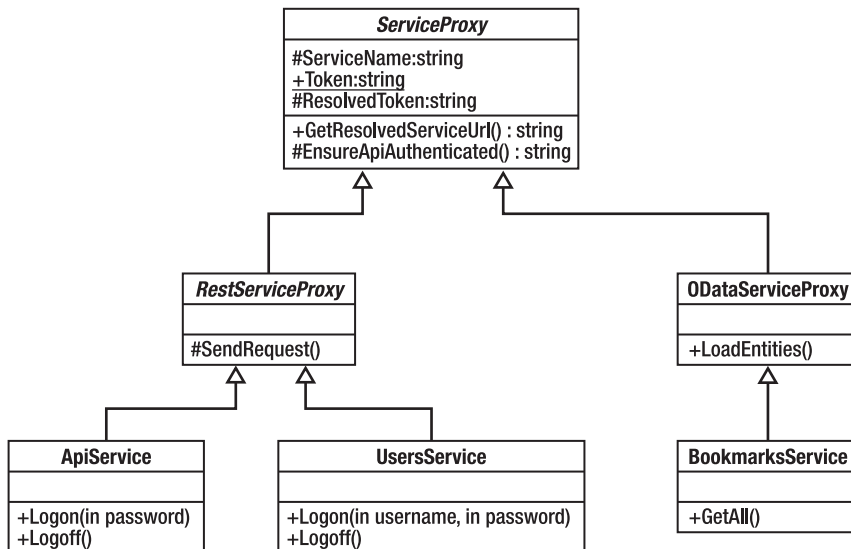 ServiceProxy
#ServiceName:string
+Token:string
#ResolvedToken:string
+GetResolvedServiceUrl() : string
#EnsureApiAuthenticated() : string
RestServiceProxy
#SendRequest()
ODataServiceProxy
+LoadEntities()
ApiService
+Logon(in password)
+Logoff()
UsersService
+Logon(in username, in password)
+Logoff()
BookmarksService
+GetAll()